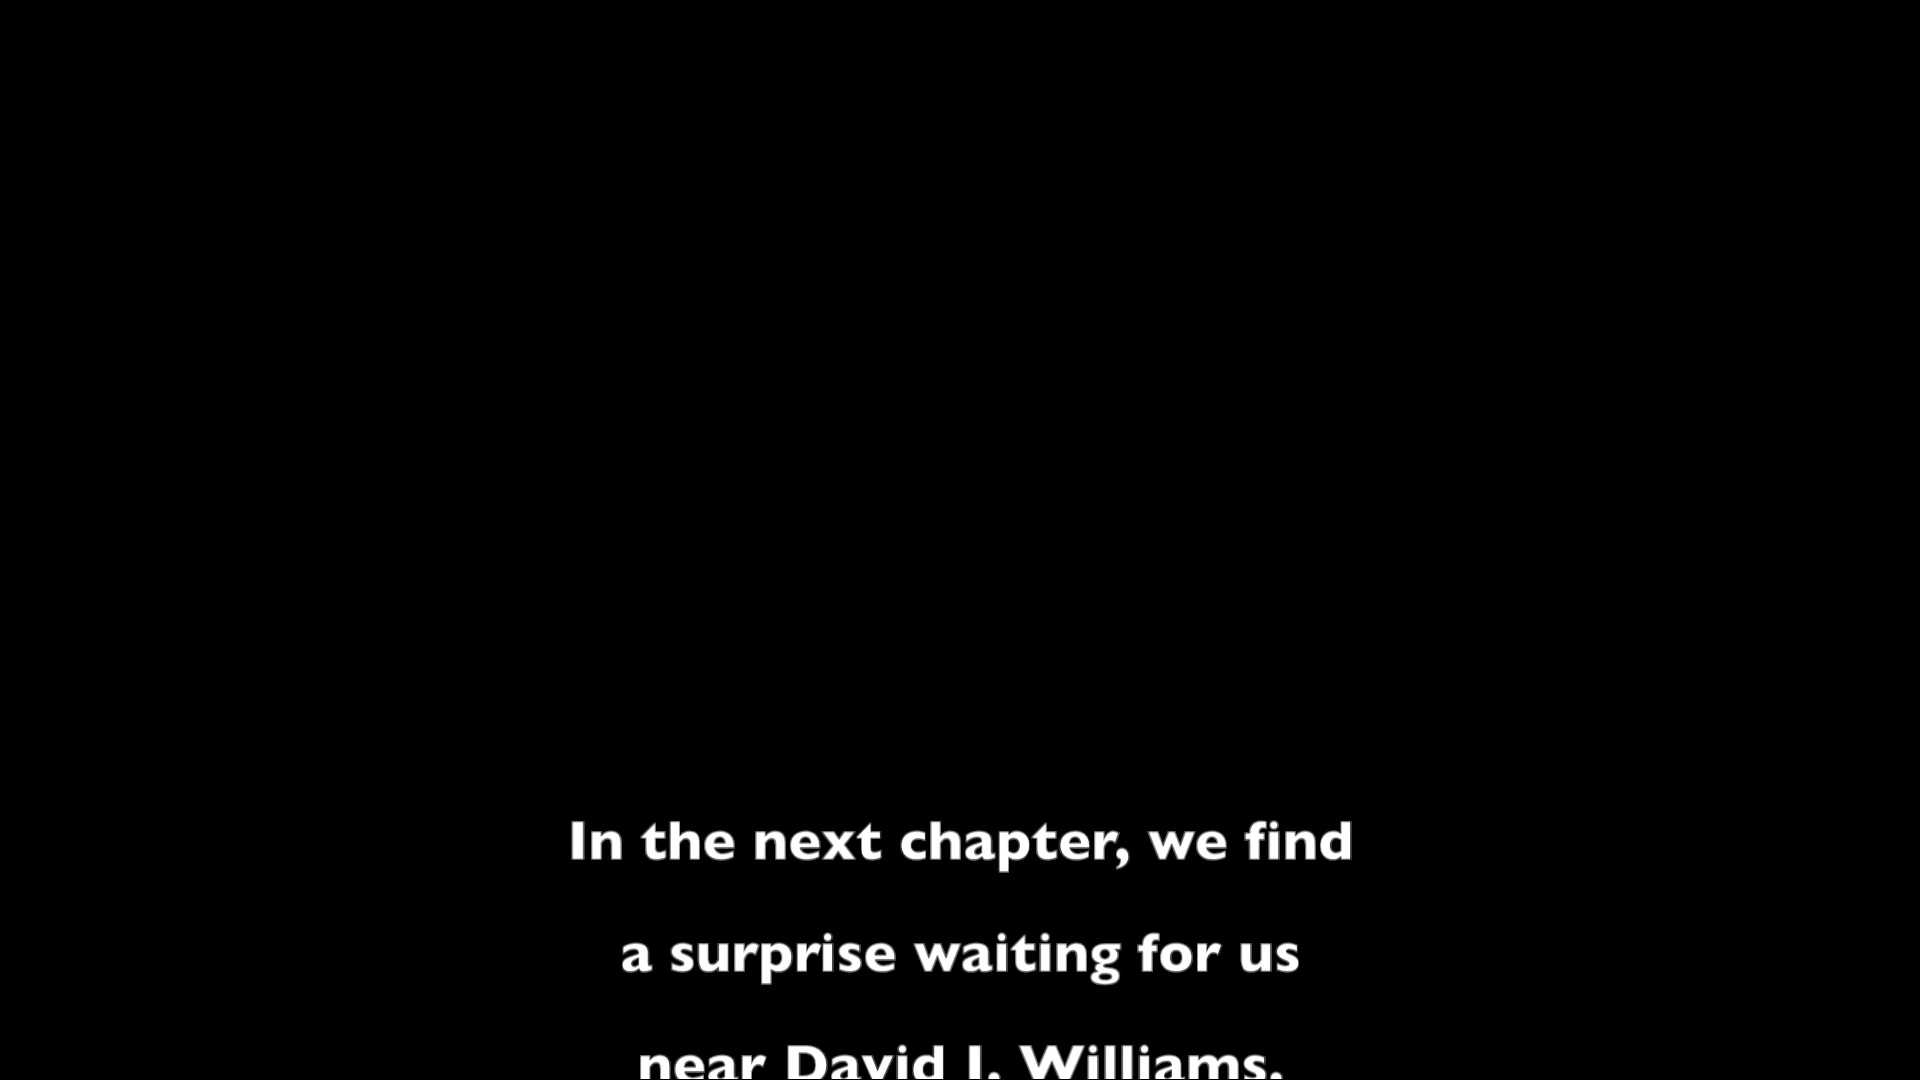 In the next chapter, we find
a surprise waiting for us
near David Williams